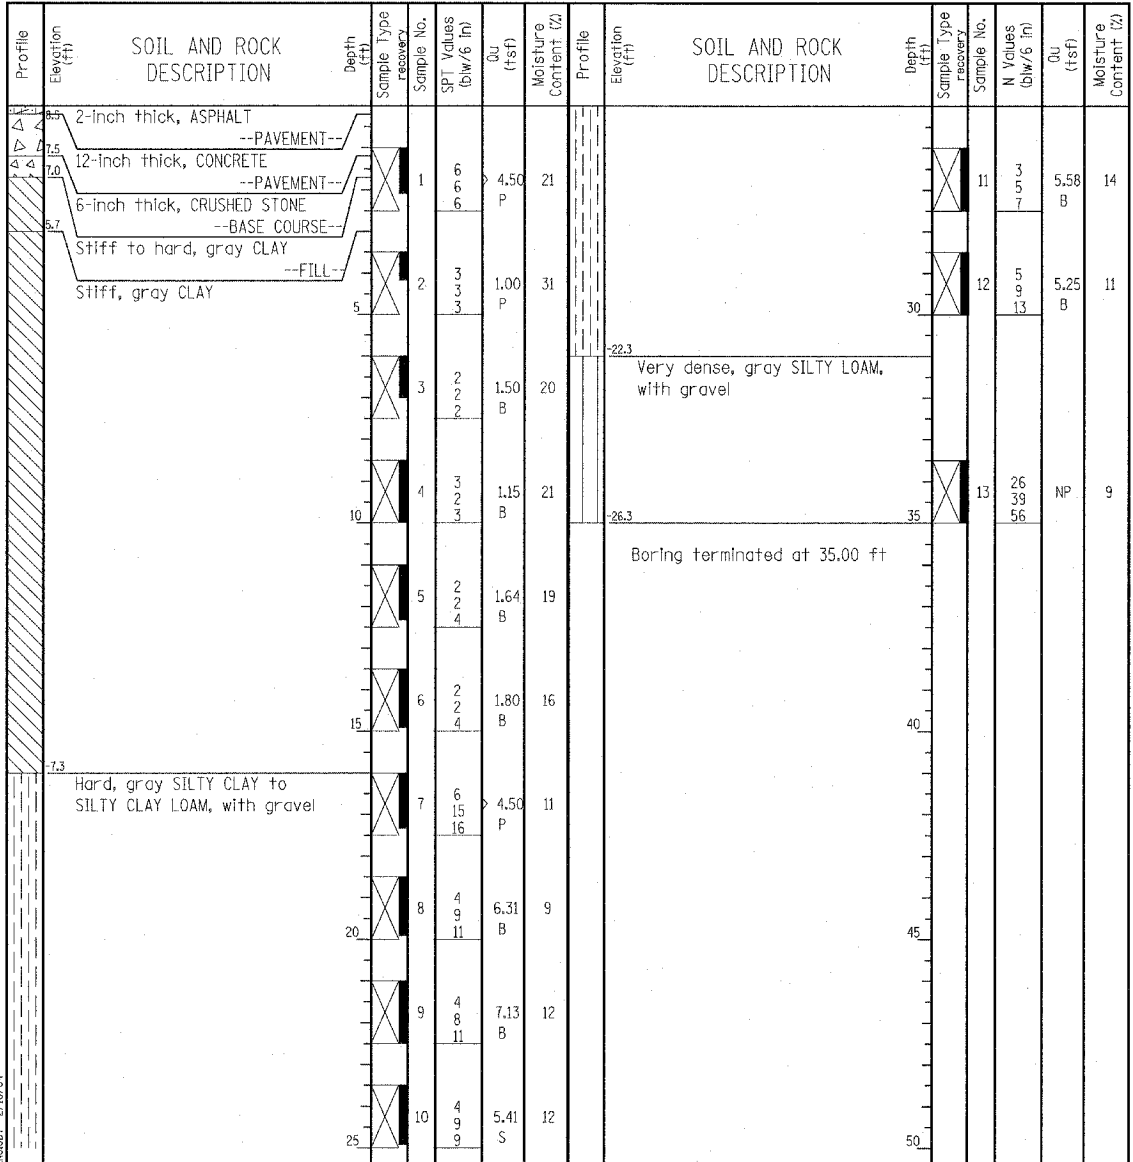 Profile
Elevation (ft)
SOIL AND ROCK
DESCRIPTION
Depth (ft)
Sample Type
recovery
Sample No.
SPT Values
(blw/6 in)
Qu
(tsf)
Moisture
Content (%)
Profile
Elevation (ft)
SOIL AND ROCK
DESCRIPTION
Depth (ft)
Sample Type
recovery
Sample No.
N Values
(blw/6 in)
Qu
(tsf)
Moisture
Content (%)
8.5 2-inch thick, ASPHALT
--PAVEMENT--
7.5 12-inch thick, CONCRETE
--PAVEMENT--
7.0
6-inch thick, CRUSHED STONE
--BASE COURSE--
5.7
Stiff to hard, gray CLAY
--FILL--
Stiff, gray CLAY
1 6 6 6 > 4.50 P 21
2 3 3 3 1.00 P 31
5
3 2 2 2 1.50 B 20
4 3 2 3 1.15 B 21
10
5 2 2 4 1.64 B 19
6 2 2 4 1.80 B 16
15
-7.3
Hard, gray SILTY CLAY to
SILTY CLAY LOAM, with gravel
7 6 15 16 > 4.50 P 11
8 4 9 11 6.31 B 9
20
9 4 8 11 7.13 B 12
10 4 9 9 5.41 S 12
25
11 3 5 7 5.58 B 14
12 5 9 13 5.25 B 11
30
-22.3
Very dense, gray SILTY LOAM,
with gravel
13 26 39 56 NP 9
35
-26.3
Boring terminated at 35.00 ft
40
45
50